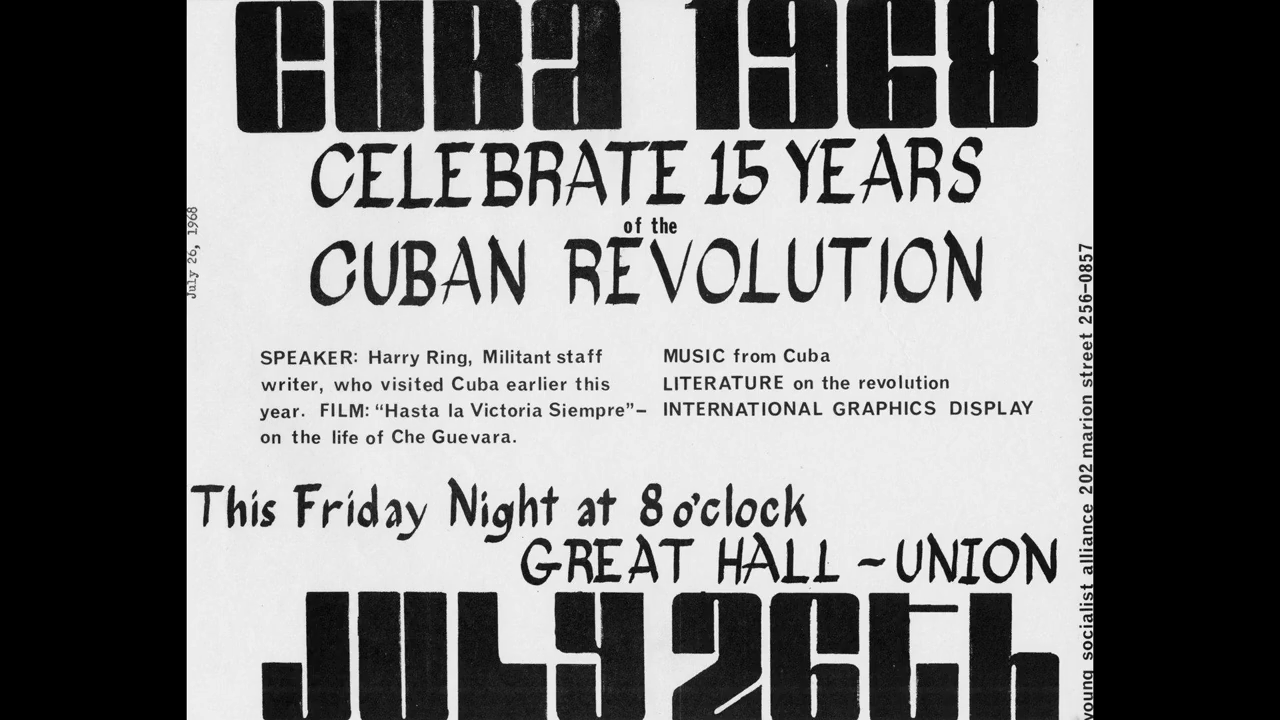 CUBa 1968
CELEBRATE 15 YEARS
of the
CUBAN REVOLUTION
July 26, 1968
SPEAKER: Harry Ring, Militant staff
writer, who visited Cuba earlier this
year. FILM: “Hasta la Victoria Siempre”–
on the life of Che Guevara.
MUSIC from Cuba
LITERATURE on the revolution
INTERNATIONAL GRAPHICS DISPLAY
This Friday Night at 8 o'clock
GREAT HALL ~ UNION
JULY 26th
young socialist alliance 202 marion street 256-0857